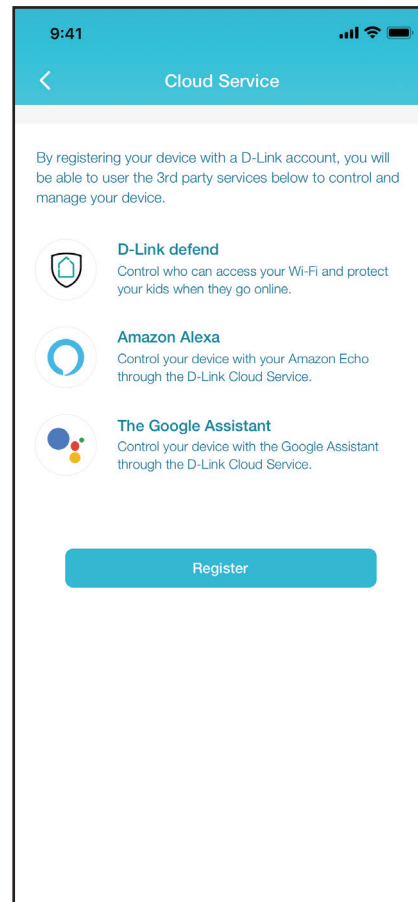 9:41
Cloud Service
By registering your device with a D-Link account, you will
be able to user the 3rd party services below to control and
manage your device.
D-Link defend
Control who can access your Wi-Fi and protect
your kids when they go online.
Amazon Alexa
Control your device with your Amazon Echo
through the D-Link Cloud Service.
The Google Assistant
Control your device with the Google Assistant
through the D-Link Cloud Service.
Register